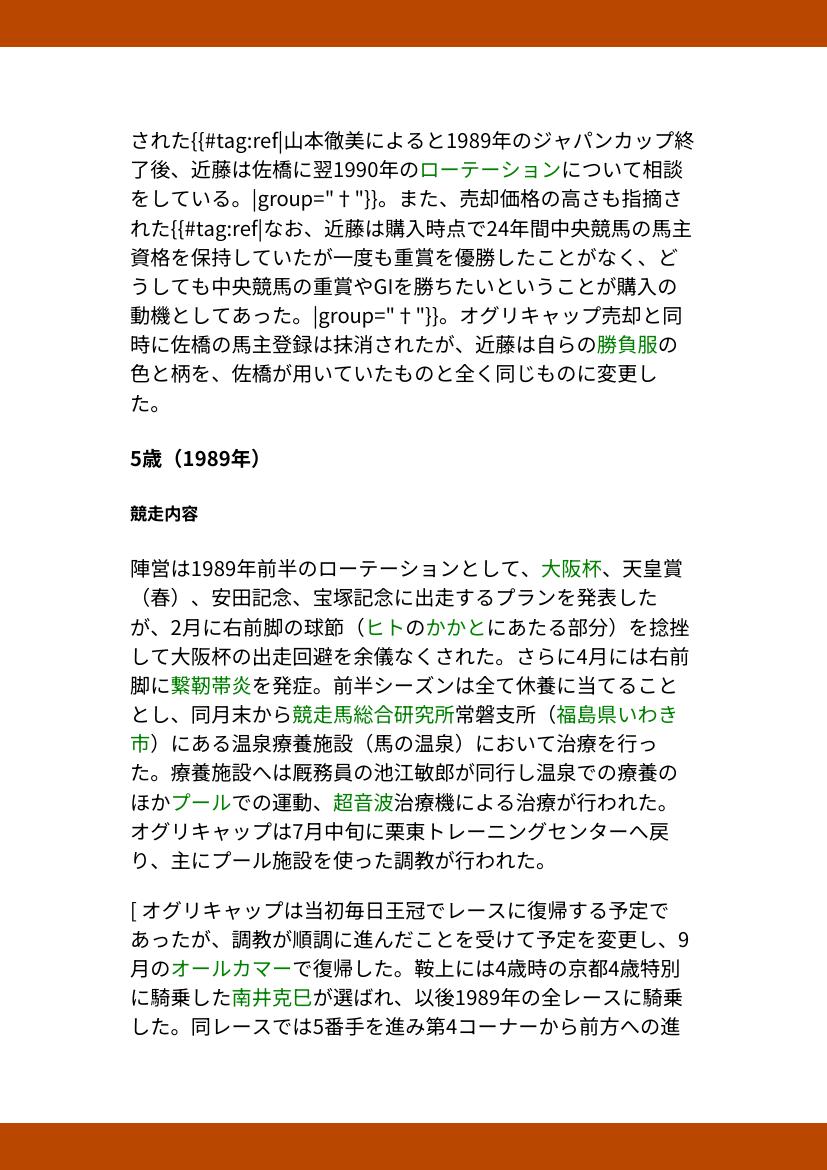 された{{#tag:ref|山本徹美によると1989年のジャパンカップ終
了後、近藤は佐橋に翌1990年のローテーションについて相談
をしている。|group="†"}}。また、売却価格の高さも指摘さ
れた{{#tag:ref|なお、近藤は購入時点で24年間中央競馬の馬主
資格を保持していたが一度も重賞を優勝したことがなく、ど
うしても中央競馬の重賞やGIを勝ちたいということが購入の
動機としてあった。|group="†"}}。オグリキャップ売却と同
時に佐橋の馬主登録は抹消されたが、近藤は自らの勝負服の
色と柄を、佐橋が用いていたものと全く同じものに変更し
た。
5歳（1989年）
競走内容
陣営は1989年前半のローテーションとして、大阪杯、天皇賞
（春）、安田記念、宝塚記念に出走するプランを発表した
が、2月に右前脚の球節（ヒトのかかとにあたる部分）を捻挫
して大阪杯の出走回避を余儀なくされた。さらに4月には右前
脚に繋靭帯炎を発症。前半シーズンは全て休養に当てること
とし、同月末から競走馬総合研究所常磐支所（福島県いわき
市）にある温泉療養施設（馬の温泉）において治療を行っ
た。療養施設へは厩務員の池江敏郎が同行し温泉での療養の
ほかプールでの運動、超音波治療機による治療が行われた。
オグリキャップは7月中旬に栗東トレーニングセンターへ戻
り、主にプール施設を使った調教が行われた。
[ オグリキャップは当初毎日王冠でレースに復帰する予定で
あったが、調教が順調に進んだことを受けて予定を変更し、9
月のオールカマーで復帰した。鞍上には4歳時の京都4歳特別
に騎乗した南井克巳が選ばれ、以後1989年の全レースに騎乗
した。同レースでは5番手を進み第4コーナーから前方への進